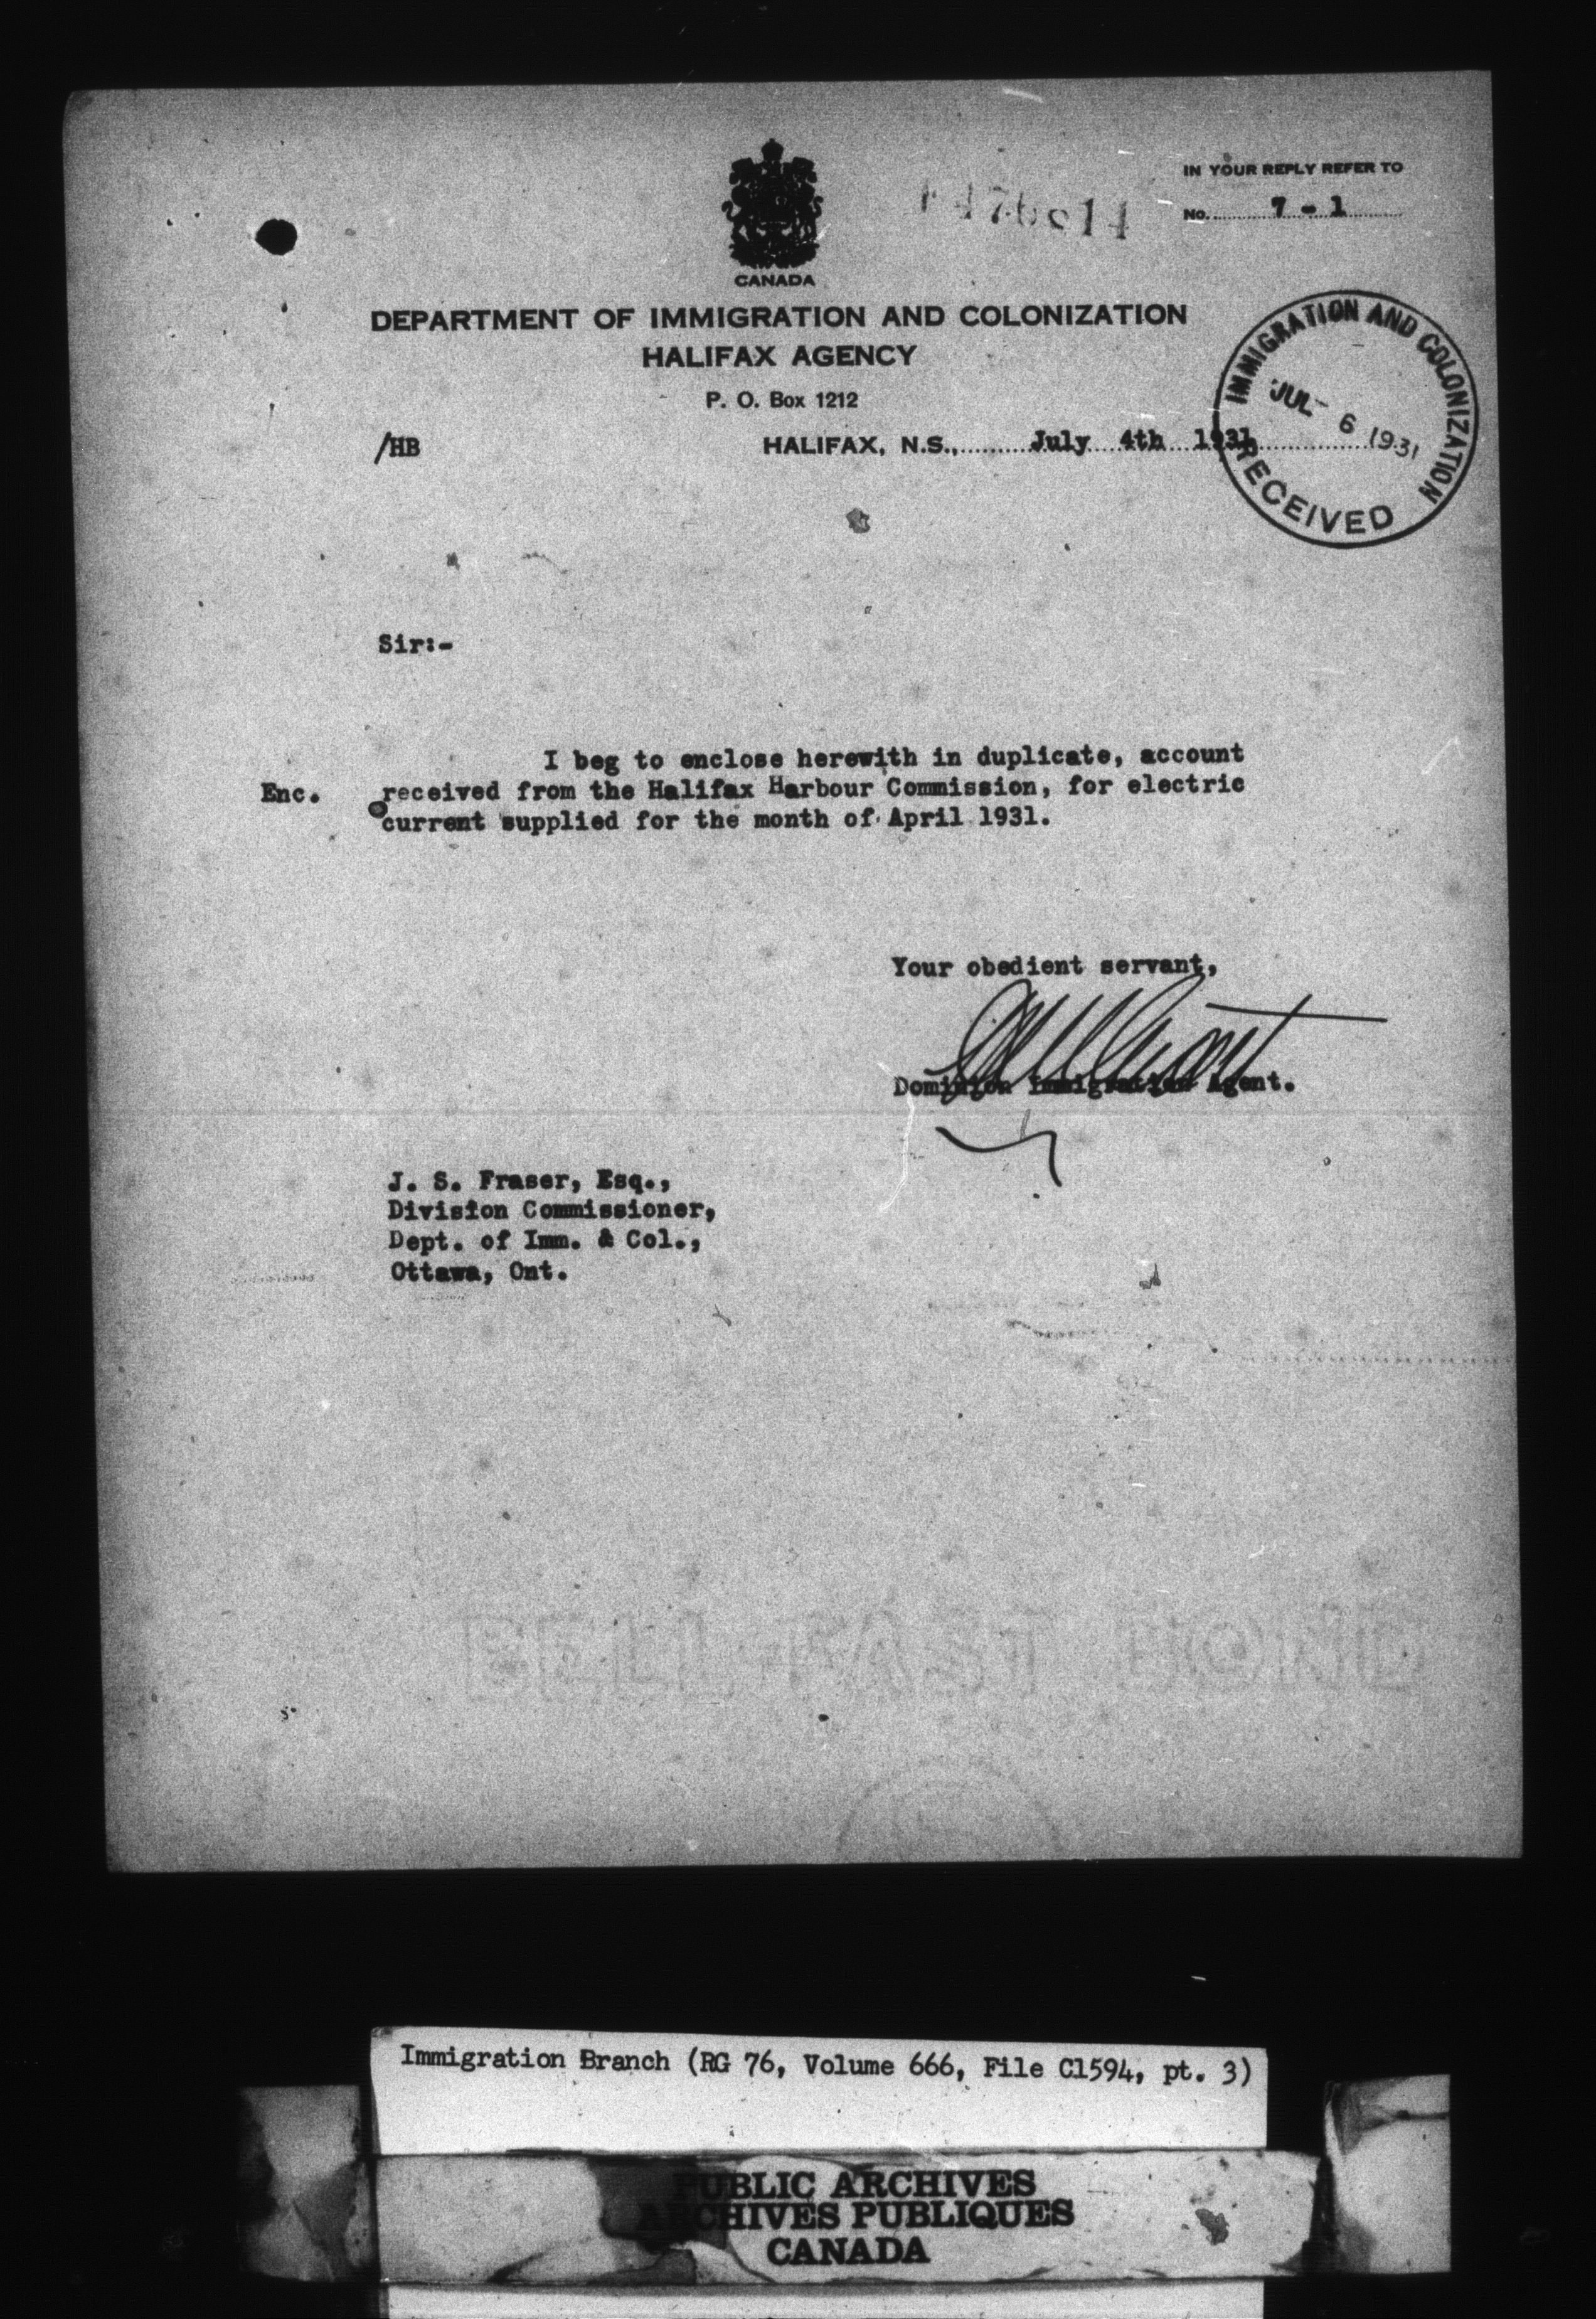 IN YOUR REPLY REFER TO
No. 7 - 1
CANADA
DEPARTMENT OF IMMIGRATION AND COLONIZATION
HALIFAX AGENCY
P. O. Box 1212
/HB
HALIFAX, N.S., July 4th 1931
IMMIGRATION AND COLONIZATION
JUL 6 1931
RECEIVED
Sir:-
I beg to enclose herewith in duplicate, account
Enc. received from the Halifax Harbour Commission, for electric
current supplied for the month of April 1931.
Your obedient servant,
Dominion Immigration Agent.
J. S. Fraser, Esq.,
Division Commissioner,
Dept. of Imm. & Col.,
Ottawa, Ont.
BELL-FAST BOND
Immigration Branch (RG 76, Volume 666, File C1594, pt. 3)
PUBLIC ARCHIVES
ARCHIVES PUBLIQUES
CANADA